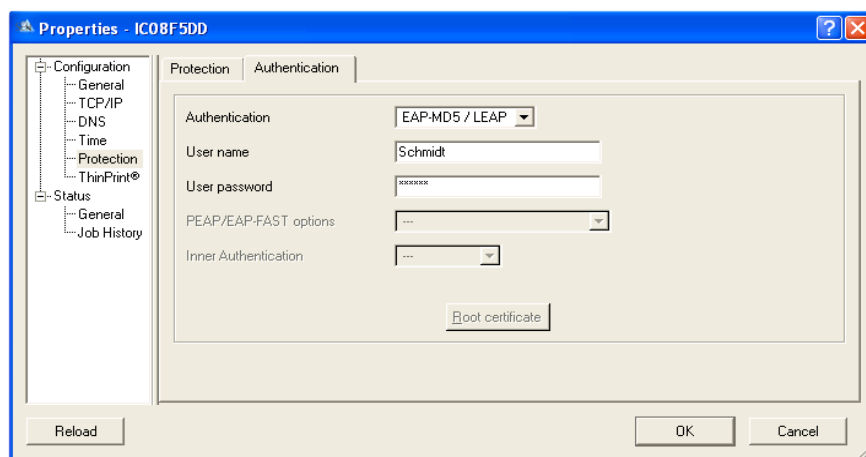 Properties - IC08F5DD
Configuration
General
TCP/IP
DNS
Time
Protection
ThinPrint®
Status
General
Job History
Protection
Authentication
Authentication
EAP-MD5 / LEAP
User name
Schmidt
User password
xxxxxx
PEAP/EAP-FAST options
---
Inner Authentication
---
Root certificate
Reload
OK
Cancel